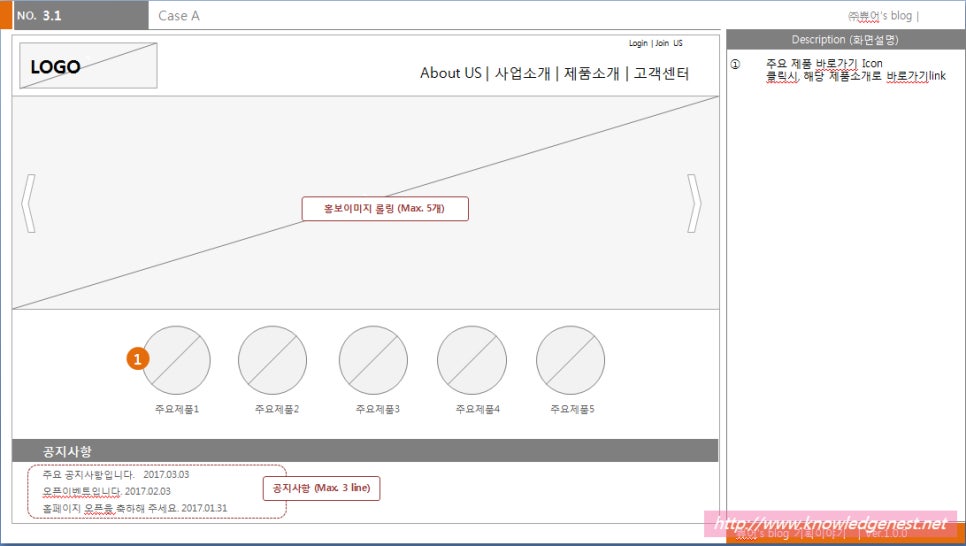 NO. 3.1
Case A
㈜쁘어's blog |
LOGO
Login | Join US
About US | 사업소개 | 제품소개 | 고객센터
홍보이미지 롤링 (Max. 5개)
1
주요제품1
주요제품2
주요제품3
주요제품4
주요제품5
공지사항
주요 공지사항입니다. 2017.03.03
오픈이벤트입니다. 2017.02.03
홈페이지 오픈을 축하해 주세요. 2017.01.31
공지사항 (Max. 3 line)
Description (화면설명)
① 주요 제품 바로가기 Icon
클릭시, 해당 제품소개로 바로가기link
http://www.knowledgenest.net
's blog 기획이야기 | Ver.1.0.0